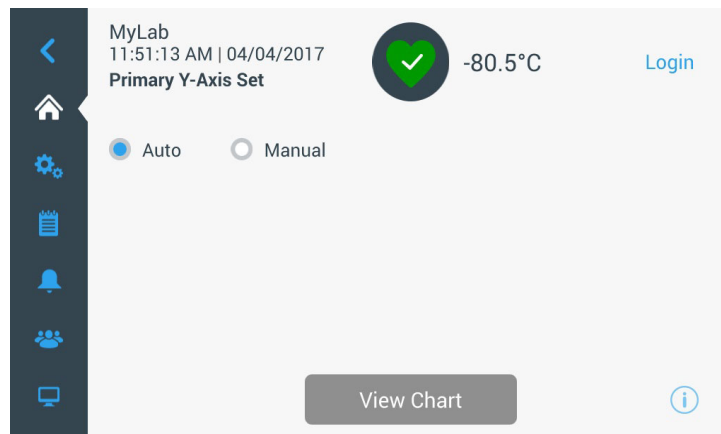 MyLab
11:51:13 AM | 04/04/2017
Primary Y-Axis Set
-80.5°C
Login
Auto
Manual
View Chart
i